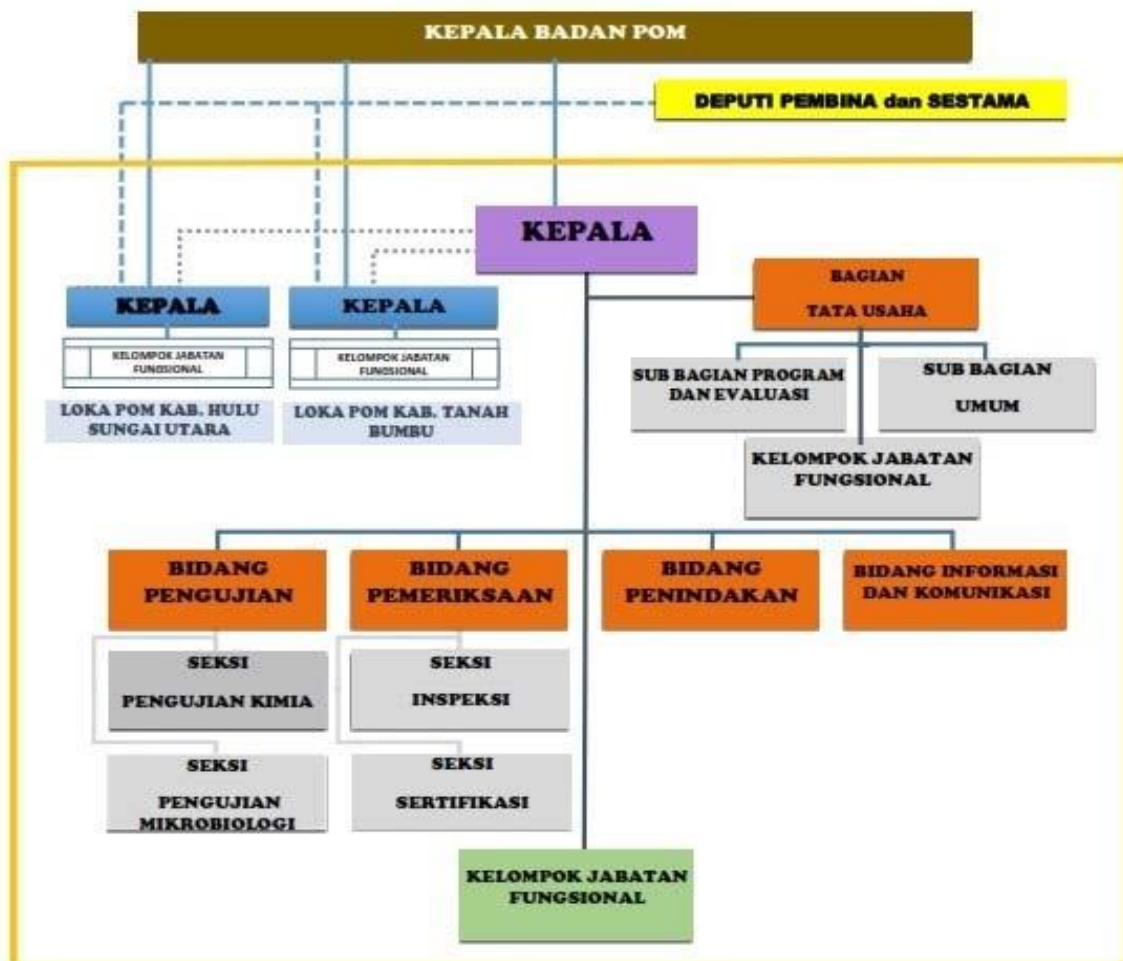 KEPALA BADAN POM
DEPUTI PEMBINA dan SESTAMA
KEPALA
BAGIAN
TATA USAHA
KEPALA
KELOMPOK JABATAN
FUNGSIONAL
LOKA POM KAB. HULU
SUNGAI UTARA
KEPALA
KELOMPOK JABATAN
FUNGSIONAL
LOKA POM KAB. TANAH
BUMBU
SUB BAGIAN PROGRAM
DAN EVALUASI
SUB BAGIAN
UMUM
KELOMPOK JABATAN
FUNGSIONAL
BIDANG
PENGUJIAN
BIDANG
PEMERIKSAAN
BIDANG
PENINDAKAN
BIDANG INFORMASI
DAN KOMUNIKASI
SEKSI
PENGUJIAN KIMIA
SEKSI
INSPEKSI
SEKSI
PENGUJIAN
MIKROBIOLOGI
SEKSI
SERTIFIKASI
KELOMPOK JABATAN
FUNGSIONAL